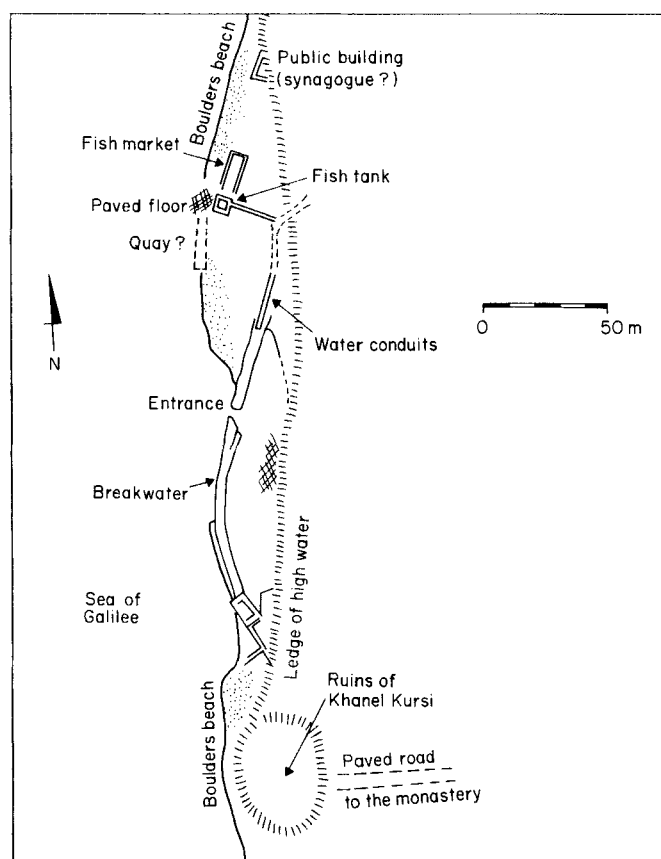 Boulders beach
Public building
(synagogue ?)
Fish market
Fish tank
Paved floor
Quay ?
N
0 50 m
Water conduits
Entrance
Breakwater
Ledge of high water
Sea of
Galilee
Boulders beach
Ruins of
Khanel Kursi
Paved road
to the monastery